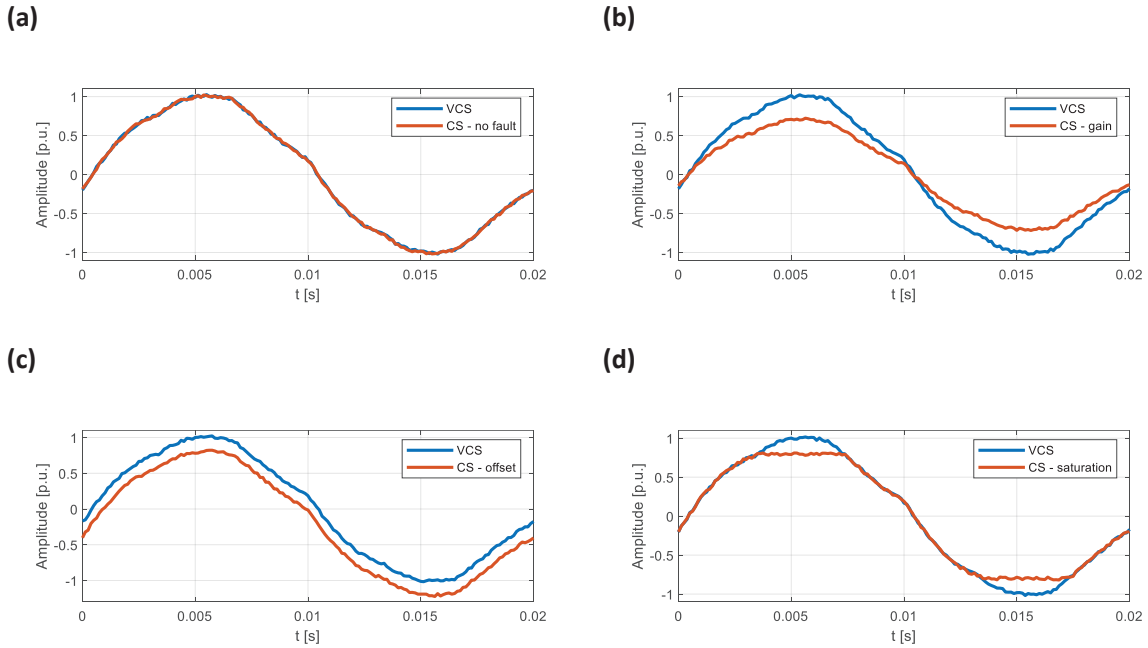 (a)
Amplitude [p.u.]
1
0.5
0
-0.5
-1
VCS
CS - no fault
0
0.005
0.01
0.015
0.02
t [s]
(b)
Amplitude [p.u.]
1
0.5
0
-0.5
-1
VCS
CS - gain
0
0.005
0.01
0.015
0.02
t [s]
(c)
Amplitude [p.u.]
1
0.5
0
-0.5
-1
VCS
CS - offset
0
0.005
0.01
0.015
0.02
t [s]
(d)
Amplitude [p.u.]
1
0.5
0
-0.5
-1
VCS
CS - saturation
0
0.005
0.01
0.015
0.02
t [s]